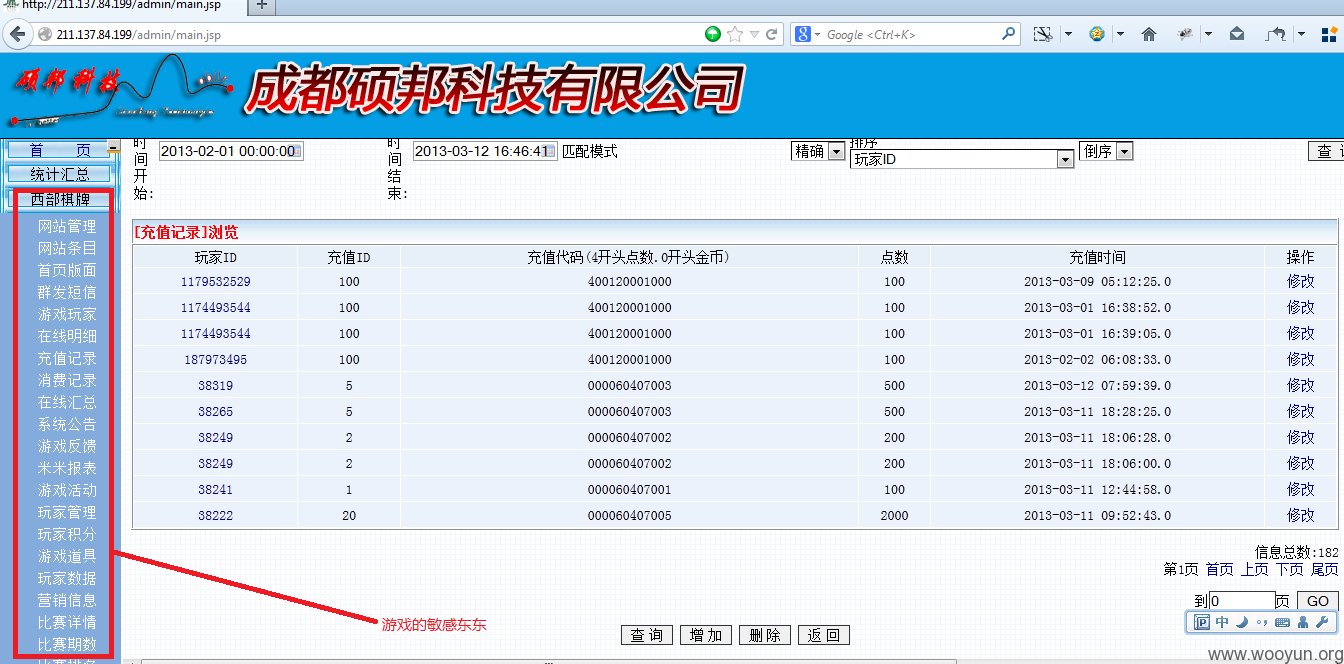 http://211.137.84.199/admin/main.jsp
211.137.84.199/admin/main.jsp
Google <Ctrl+K>
硕邦科技
成都硕邦科技有限公司
首 页
统计汇总
西部棋牌
网站管理
网站条目
首页版面
群发短信
游戏玩家
在线明细
充值记录
消费记录
在线汇总
系统公告
游戏反馈
米米报表
游戏活动
玩家管理
玩家积分
游戏道具
玩家数据
营销信息
比赛详情
比赛期数
比赛排名
时间开始: 2013-02-01 00:00:00 时间结束: 2013-03-12 16:46:41 匹配模式 精确 排序 玩家ID 倒序 查
[充值记录]浏览
玩家ID 充值ID 充值代码(4开头点数.0开头金币) 点数 充值时间 操作
1179532529 100 400120001000 100 2013-03-09 05:12:25.0 修改
1174493544 100 400120001000 100 2013-03-01 16:38:52.0 修改
1174493544 100 400120001000 100 2013-03-01 16:39:05.0 修改
187973495 100 400120001000 100 2013-02-02 06:08:33.0 修改
38319 5 000060407003 500 2013-03-12 07:59:39.0 修改
38265 5 000060407003 500 2013-03-11 18:28:25.0 修改
38249 2 000060407002 200 2013-03-11 18:06:28.0 修改
38249 2 000060407002 200 2013-03-11 18:06:00.0 修改
38241 1 000060407001 100 2013-03-11 12:44:58.0 修改
38222 20 000060407005 2000 2013-03-11 09:52:43.0 修改
信息总数:182
第1页 首页 上页 下页 尾页
到 0 页 GO
游戏的敏感东东
查 询 增 加 删 除 返 回
中
www.wooyun.org